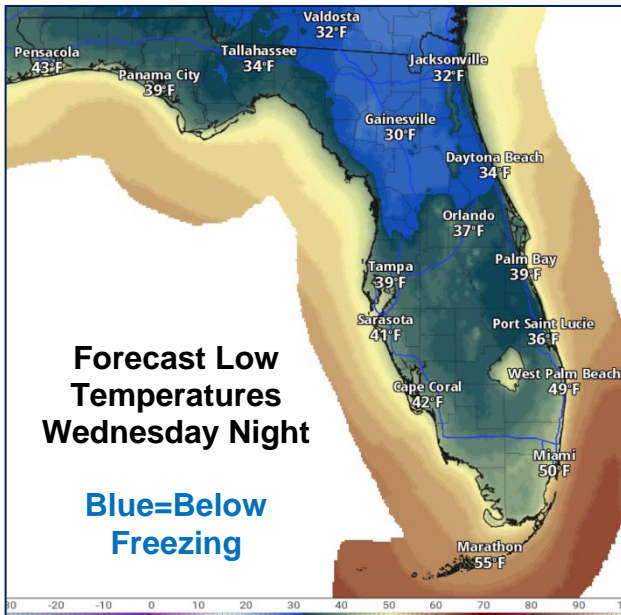 Valdosta
32°F
Pensacola
43°F
Tallahassee
34°F
Jacksonville
32°F
Panama City
39°F
Gainesville
30°F
Daytona Beach
34°F
Orlando
37°F
Tampa
39°F
Palm Bay
39°F
Sarasota
41°F
Port Saint Lucie
36°F
Forecast Low
Temperatures
Wednesday Night
West Palm Beach
49°F
Cape Coral
42°F
Miami
50°F
Blue=Below
Freezing
Marathon
55°F
-20 -10 0 10 20 30 40 50 60 70 80 90